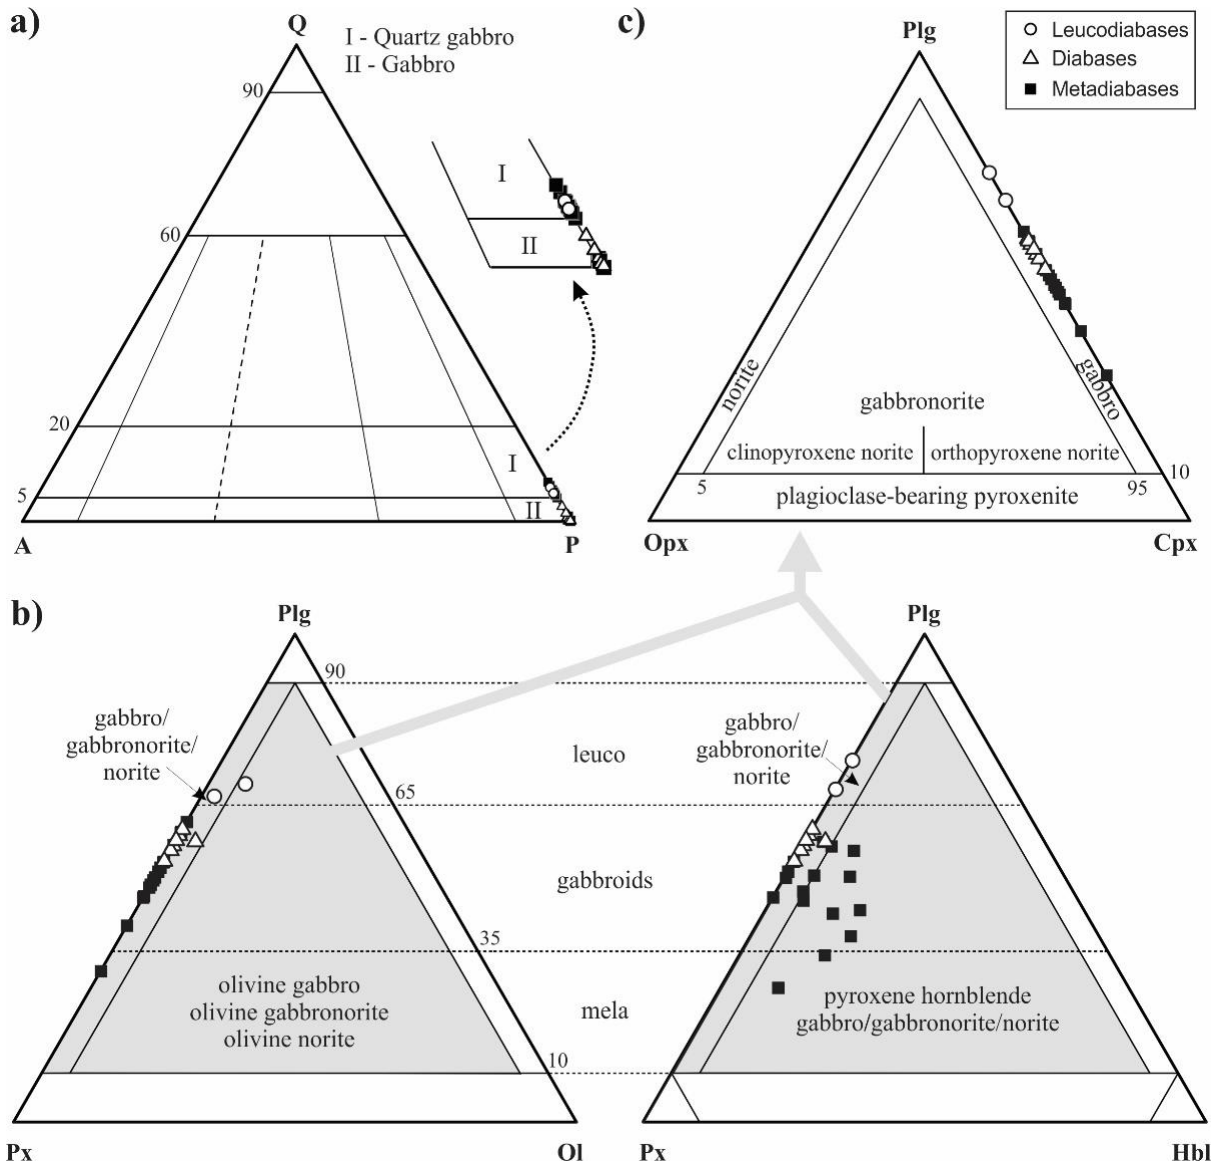 a)
Q
I - Quartz gabbro
II - Gabbro
90
60
20
5
I
II
I
II
A
P
c)
Plg
Leucodiabases
Diabases
Metadiabases
norite
gabbro
gabbronorite
clinopyroxene norite
orthopyroxene norite
5
95
10
plagioclase-bearing pyroxenite
Opx
Cpx
b)
Plg
90
gabbro/
gabbronorite/
norite
65
35
olivine gabbro
olivine gabbronorite
olivine norite
10
Px
Ol
leuco
gabbroids
mela
Plg
gabbro/
gabbronorite/
norite
pyroxene hornblende
gabbro/gabbronorite/norite
Px
Hbl